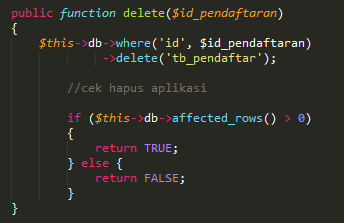 public function delete($id_pendaftaran)
{
    $this->db->where('id', $id_pendaftaran)
             ->delete('tb_pendaftar');
    //cek hapus aplikasi
    if ($this->db->affected_rows() > 0)
    {
        return TRUE;
    } else {
        return FALSE;
    }
}